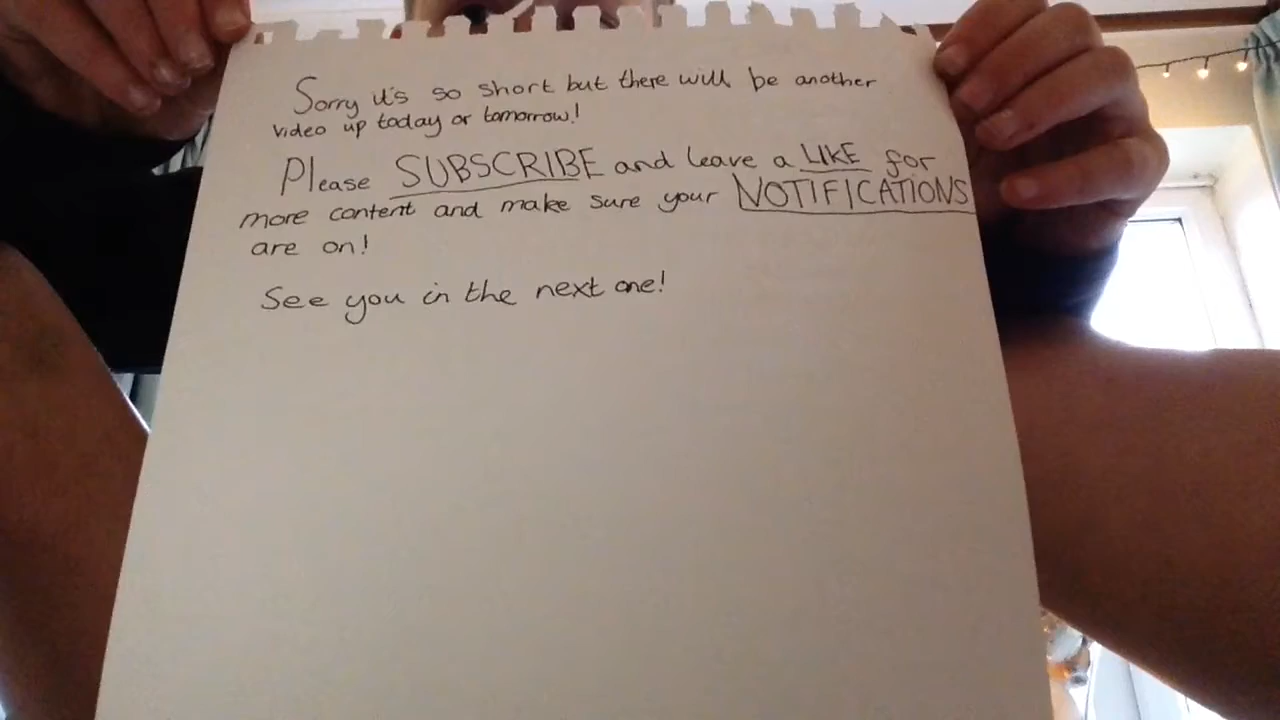 Sorry it's so short but there will be another
video up today or tomorrow!
Please SUBSCRIBE and leave a LIKE for
more content and make sure your NOTIFICATIONS
are on!
See you in the next one!